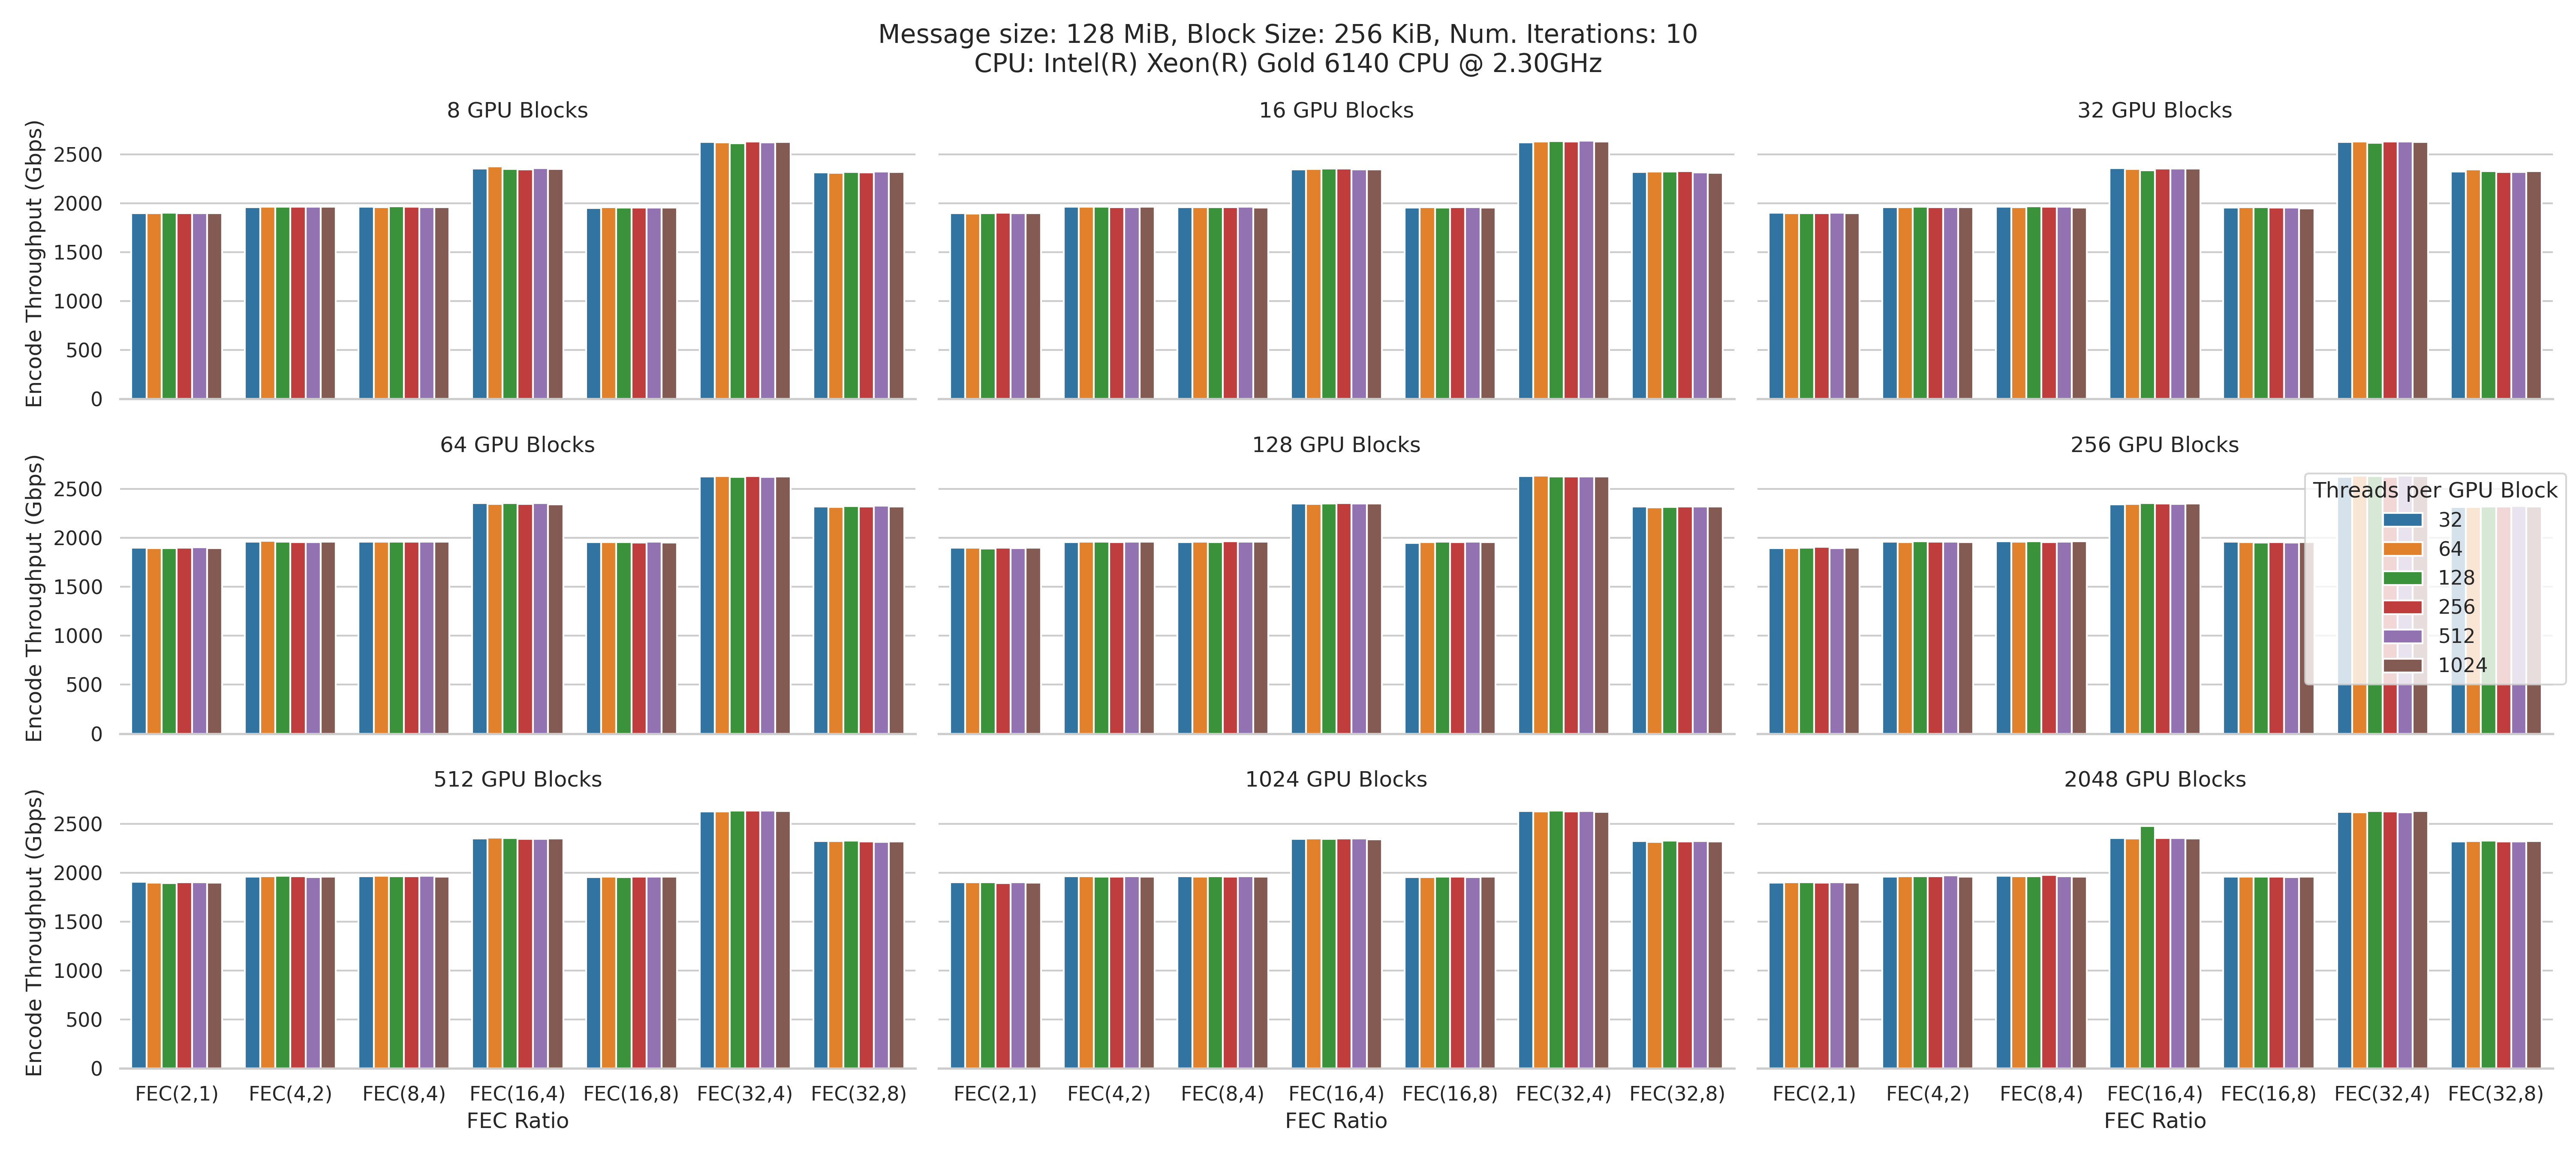 Message size: 128 MiB, Block Size: 256 KiB, Num. Iterations: 10
CPU: Intel(R) Xeon(R) Gold 6140 CPU @ 2.30GHz
8 GPU Blocks
16 GPU Blocks
32 GPU Blocks
Encode Throughput (Gbps)
2500
2000
1500
1000
500
0
64 GPU Blocks
128 GPU Blocks
256 GPU Blocks
Encode Throughput (Gbps)
2500
2000
1500
1000
500
0
Threads per GPU Block
32
64
128
256
512
1024
512 GPU Blocks
1024 GPU Blocks
2048 GPU Blocks
Encode Throughput (Gbps)
2500
2000
1500
1000
500
0
FEC(2,1) FEC(4,2) FEC(8,4) FEC(16,4) FEC(16,8) FEC(32,4) FEC(32,8)
FEC Ratio
FEC(2,1) FEC(4,2) FEC(8,4) FEC(16,4) FEC(16,8) FEC(32,4) FEC(32,8)
FEC Ratio
FEC(2,1) FEC(4,2) FEC(8,4) FEC(16,4) FEC(16,8) FEC(32,4) FEC(32,8)
FEC Ratio